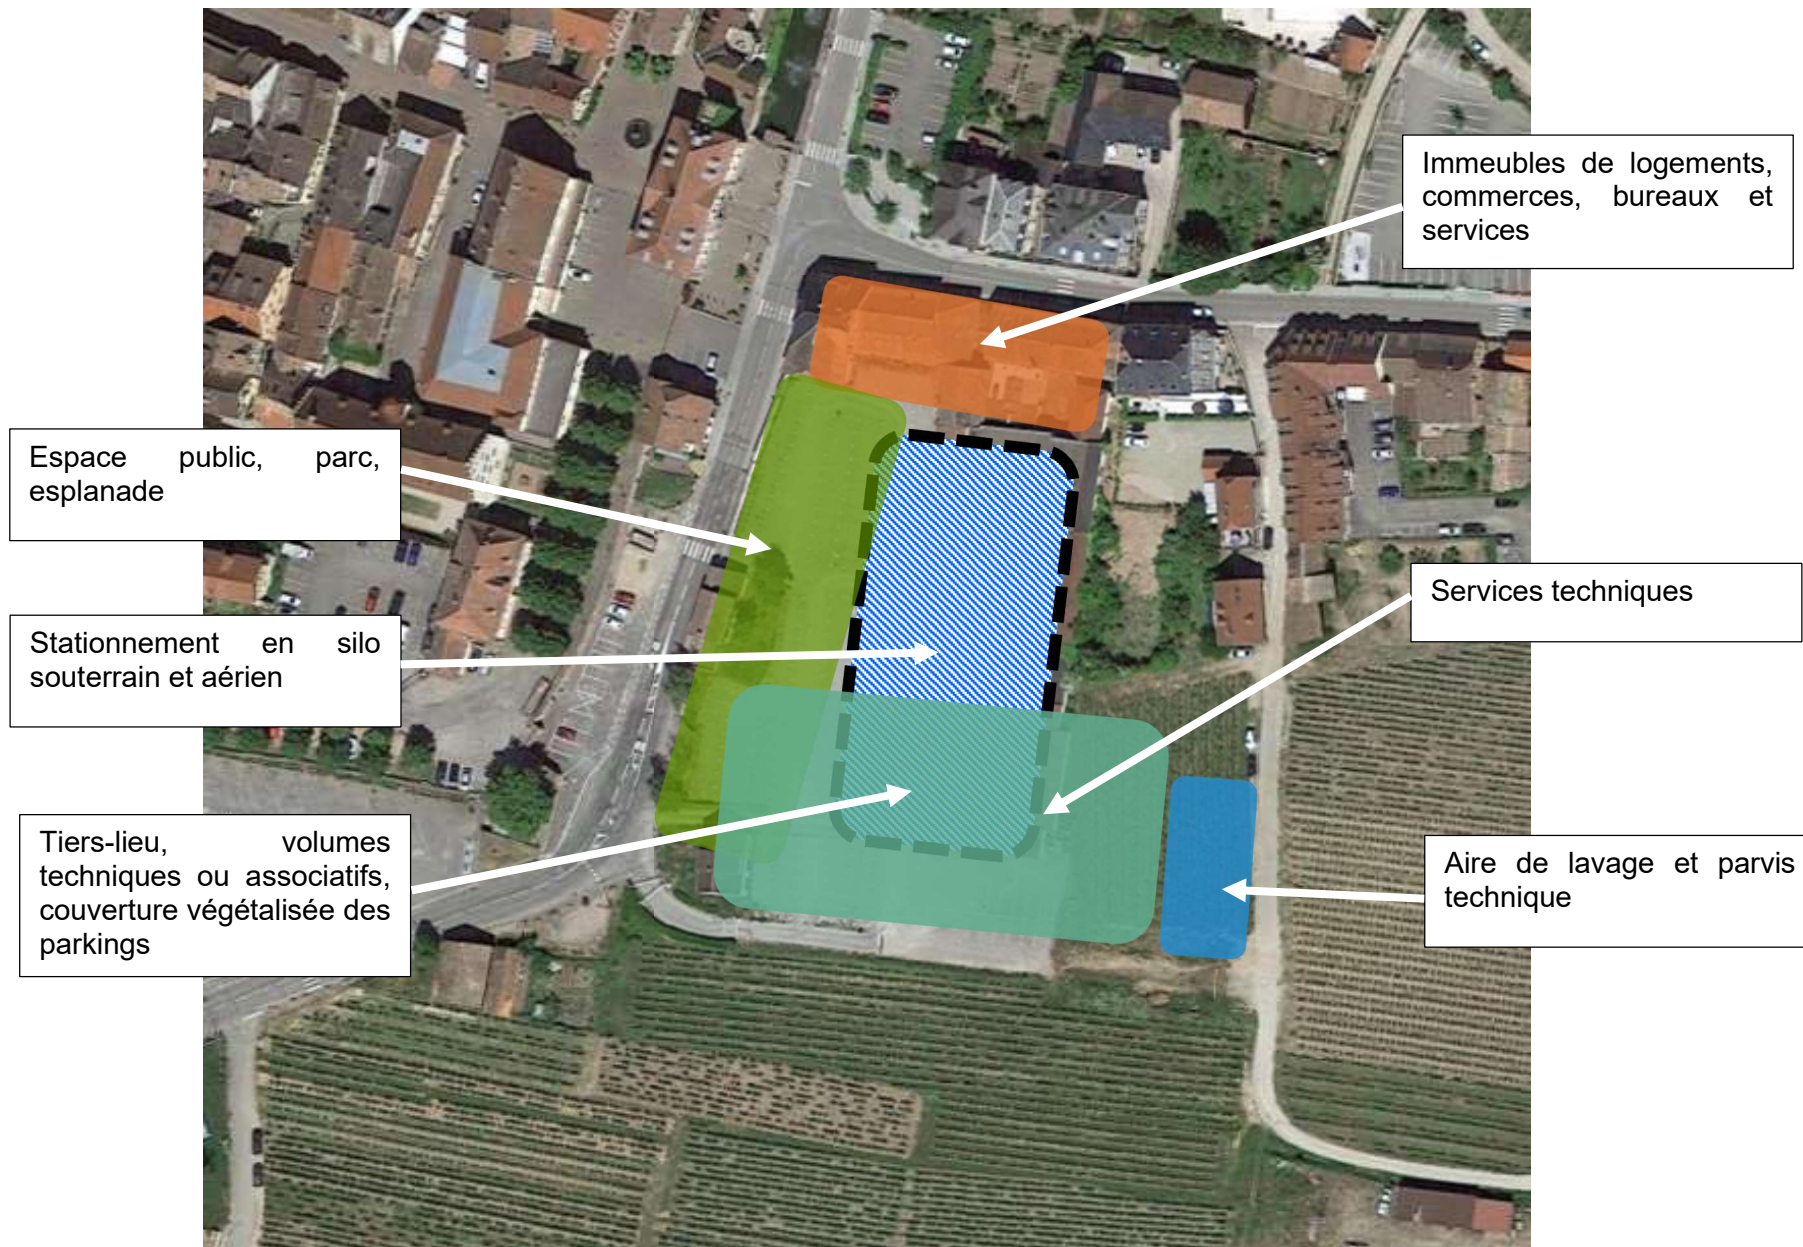 Immeubles de logements,
commerces, bureaux et
services
Espace public, parc,
esplanade
Services techniques
Stationnement en silo
souterrain et aérien
Tiers-lieu, volumes
techniques ou associatifs,
couverture végétalisée des
parkings
Aire de lavage et parvis
technique